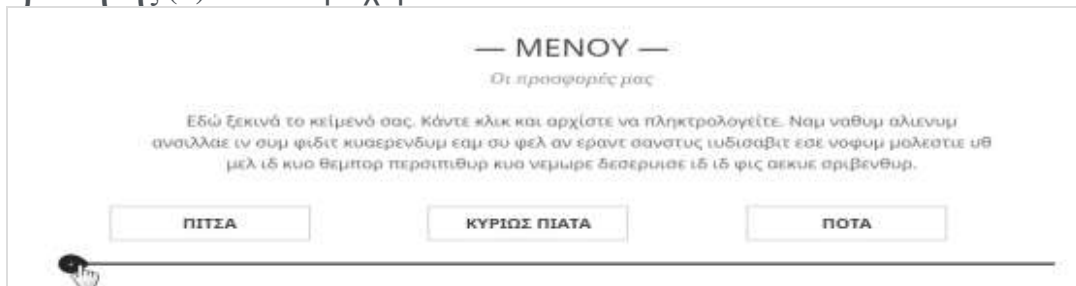 — ΜΕΝΟΥ —
Οι προσφορές μας
Εδώ ξεκινά το κείμενό σας. Κάντε κλικ και αρχίστε να πληκτρολογείτε. Ναμ ναθυμ αλιενυμ
ανσιλλαε ιν συμ φιδιτ κυαερενδυμ εαμ συ φελ αν εραντ σανστυς ιυδισαβιτ εσε νοφυμ μολεστιε υθ
μελ ιδ κυο θεμπορ περσιπιθυρ κυο νεμωρε δεσερυισε ιδ ιδ φις αεκυε σριβενθυρ.
ΠΙΤΣΑ ΚΥΡΙΩΣ ΠΙΑΤΑ ΠΟΤΑ